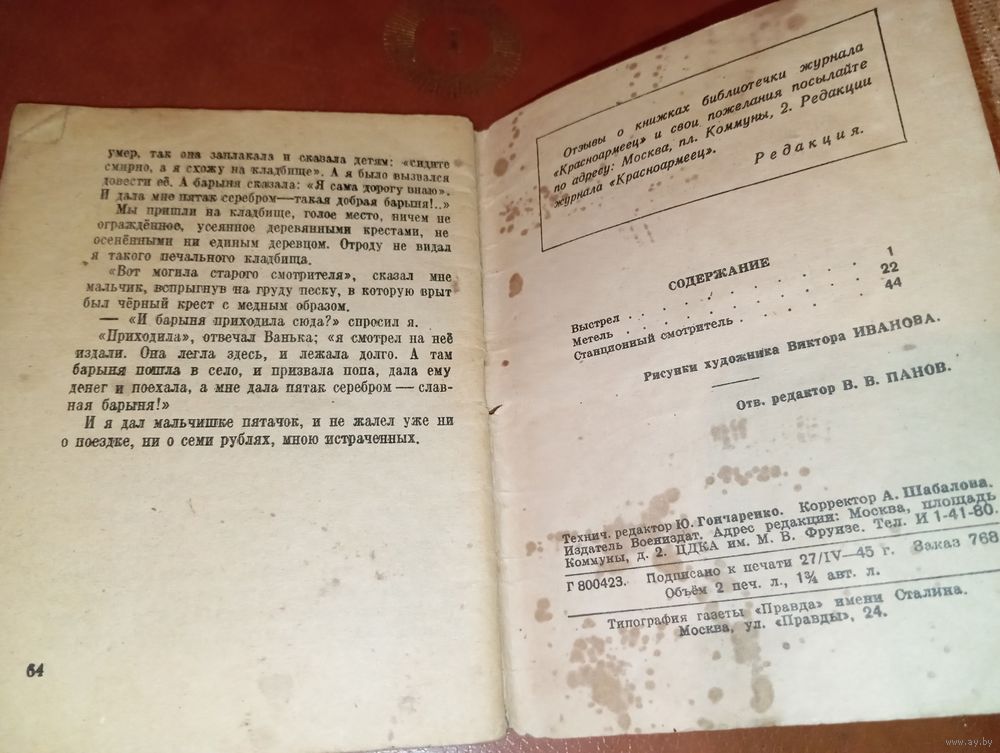 умер, так она заплакала и сказала детям: «сидите
смирно, а я схожу на кладбище». А я было вызвался
довести её. А барыня сказала: «Я сама дорогу знаю».
И дала мне пятак серебром—такая добрая барыня!..»
Мы пришли на кладбище, голое место, ничем не
ограждённое, усеянное деревянными крестами, не
осенёнными ни единым деревцом. Отроду не видал
я такого печального кладбища.
«Вот могила старого смотрителя», сказал мне
мальчик, вспрыгнув на груду песку, в которую врыт
был чёрный крест с медным образом.
— «И барыня приходила сюда?» спросил я.
«Приходила», отвечал Ванька; «я смотрел на неё
издали. Она легла здесь, и лежала долго. А там
барыня пошла в село, и призвала попа, дала ему
денег и поехала, а мне дала пятак серебром — слав-
ная барыня!»
И я дал мальчишке пятачок, и не жалел уже ни
о поездке, ни о семи рублях, мною истраченных.
64
Отзывы о книжках библиотечки журнала
«Красноармеец» и свои пожелания посылайте
по адресу: Москва, пл. Коммуны, 2. Редакции
журнала «Красноармеец».
Редакция.
СОДЕРЖАНИЕ
Выстрел . . . . . . . . 1
Метель . . . . . . . . 22
Станционный смотритель . . . . 44
Рисунки художника Виктора ИВАНОВА.
Отв. редактор В. В. ПАНОВ.
Технич. редактор Ю. Гончаренко. Корректор А. Шабалова.
Издатель Воениздат. Адрес редакции: Москва, площадь
Коммуны, д. 2. ЦДКА им. М. В. Фрунзе. Тел. И 1-41-80.
Г 800423. Подписано к печати 27/IV—45 г. Заказ 768
Объём 2 печ. л., 1¾ авт. л.
Типография газеты «Правда» имени Сталина.
Москва, ул. «Правды», 24.
www.ay.by